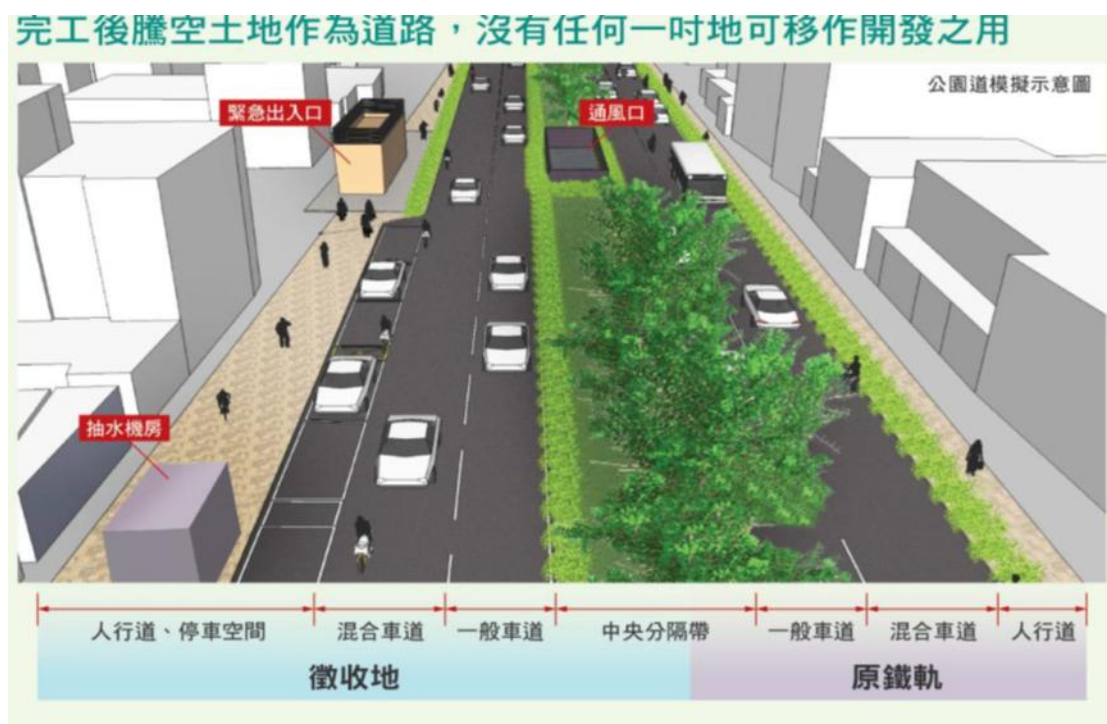 完工後騰空土地作為道路，沒有任何一吋地可移作開發之用
公園道模擬示意圖
緊急出入口
通風口
抽水機房
人行道、停車空間
混合車道
一般車道
中央分隔帶
一般車道
混合車道
人行道
徵收地
原鐵軌